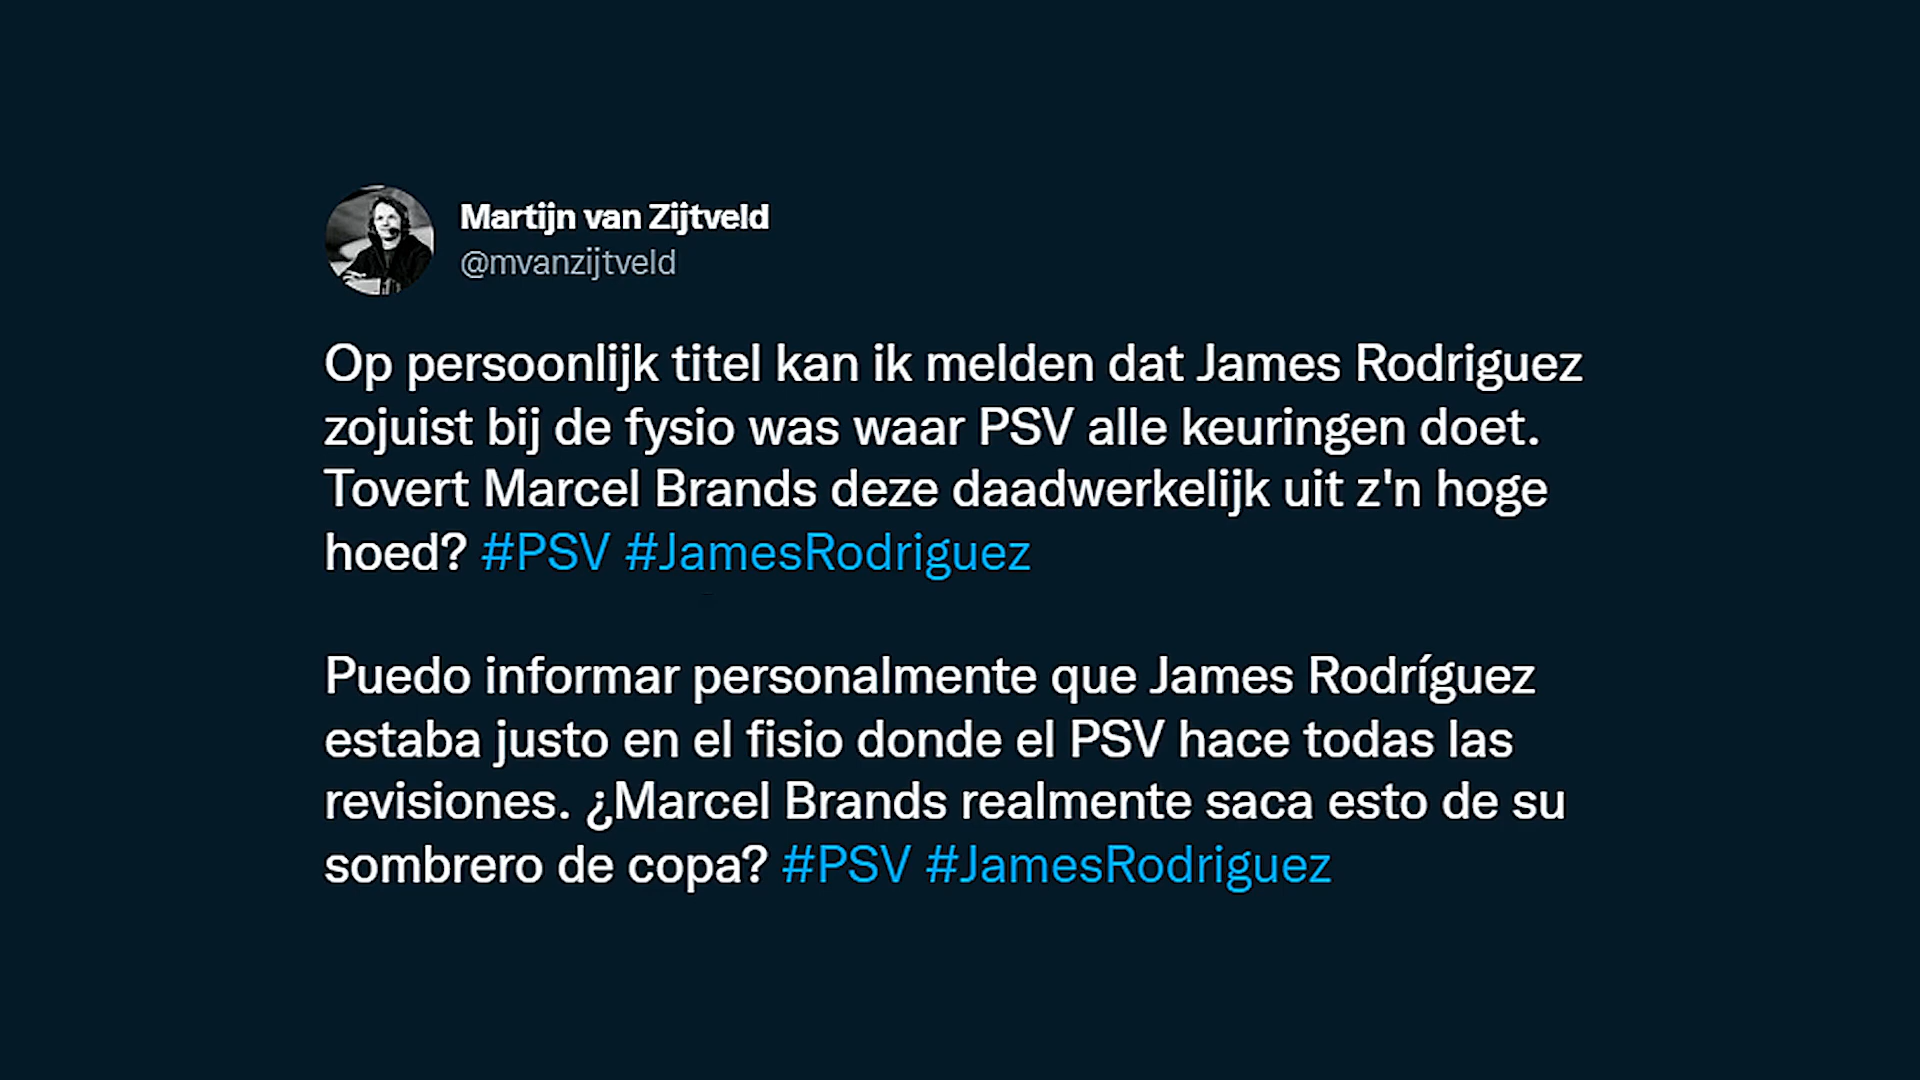 Martijn van Zijtveld
@mvanzijtveld
Op persoonlijk titel kan ik melden dat James Rodriguez
zojuist bij de fysio was waar PSV alle keuringen doet.
Tovert Marcel Brands deze daadwerkelijk uit z'n hoge
hoed? #PSV #JamesRodriguez
Puedo informar personalmente que James Rodríguez
estaba justo en el fisio donde el PSV hace todas las
revisiones. ¿Marcel Brands realmente saca esto de su
sombrero de copa? #PSV #JamesRodriguez